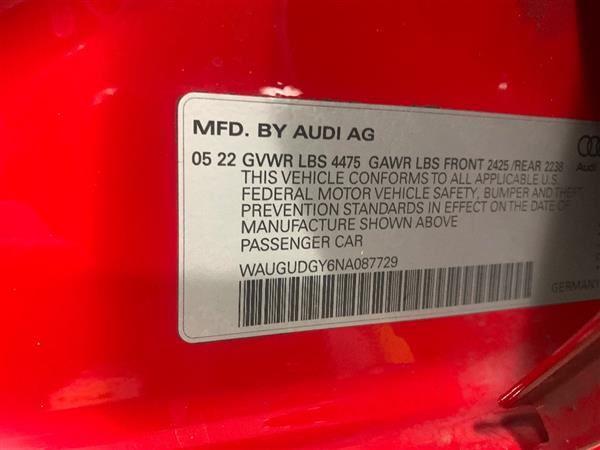 MFD. BY AUDI AG
05 22 GVWR LBS 4475 GAWR LBS FRONT 2425 /REAR 2238
THIS VEHICLE CONFORMS TO ALL APPLICABLE U.S.
FEDERAL MOTOR VEHICLE SAFETY, BUMPER AND THEFT
PREVENTION STANDARDS IN EFFECT ON THE DATE OF
MANUFACTURE SHOWN ABOVE
PASSENGER CAR
WAUGUDGY6NA087729
Audi
GERMANY